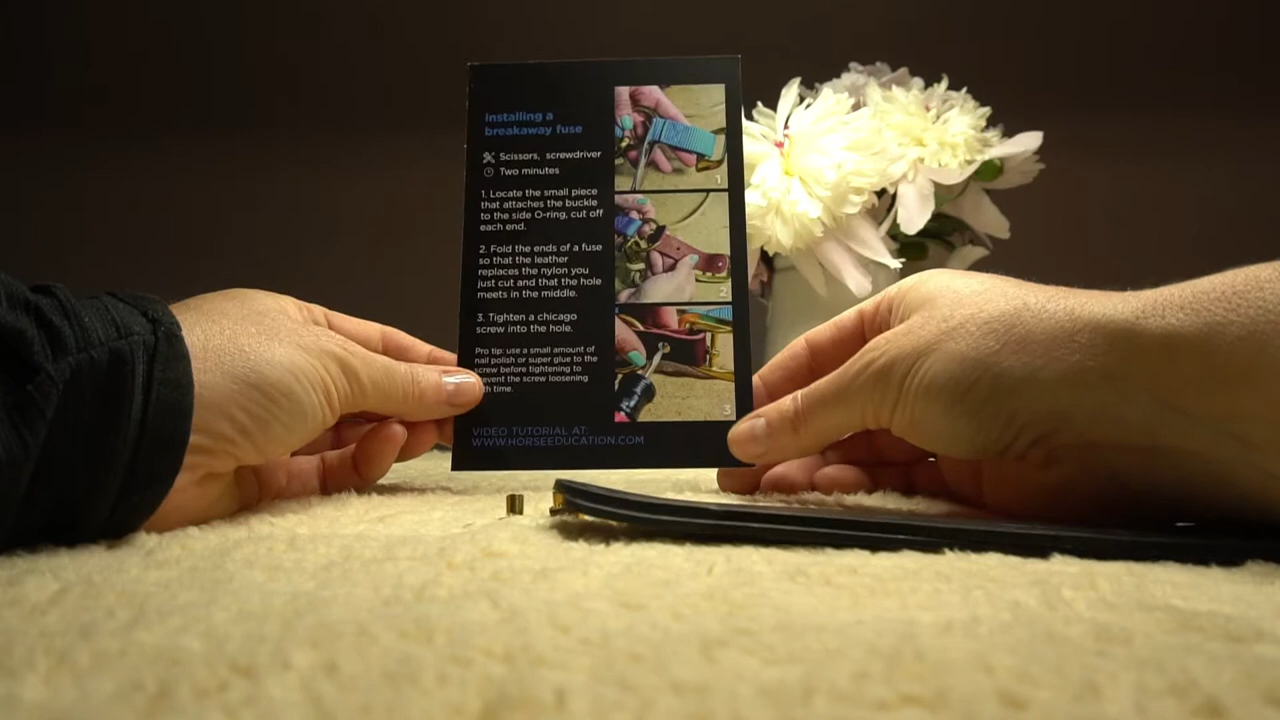 Installing a
breakaway fuse
Scissors, screwdriver
Two minutes
1. Locate the small piece
that attaches the buckle
to the side O-ring, cut off
each end.
2. Fold the ends of a fuse
so that the leather
replaces the nylon you
just cut and that the hole
meets in the middle.
3. Tighten a chicago
screw into the hole.
Pro tip: use a small amount of
nail polish or super glue to the
screw before tightening to
event the screw loosening
th time.
VIDEO TUTORIAL AT:
WWW.HORSEEDUCATION.COM
1
2
3